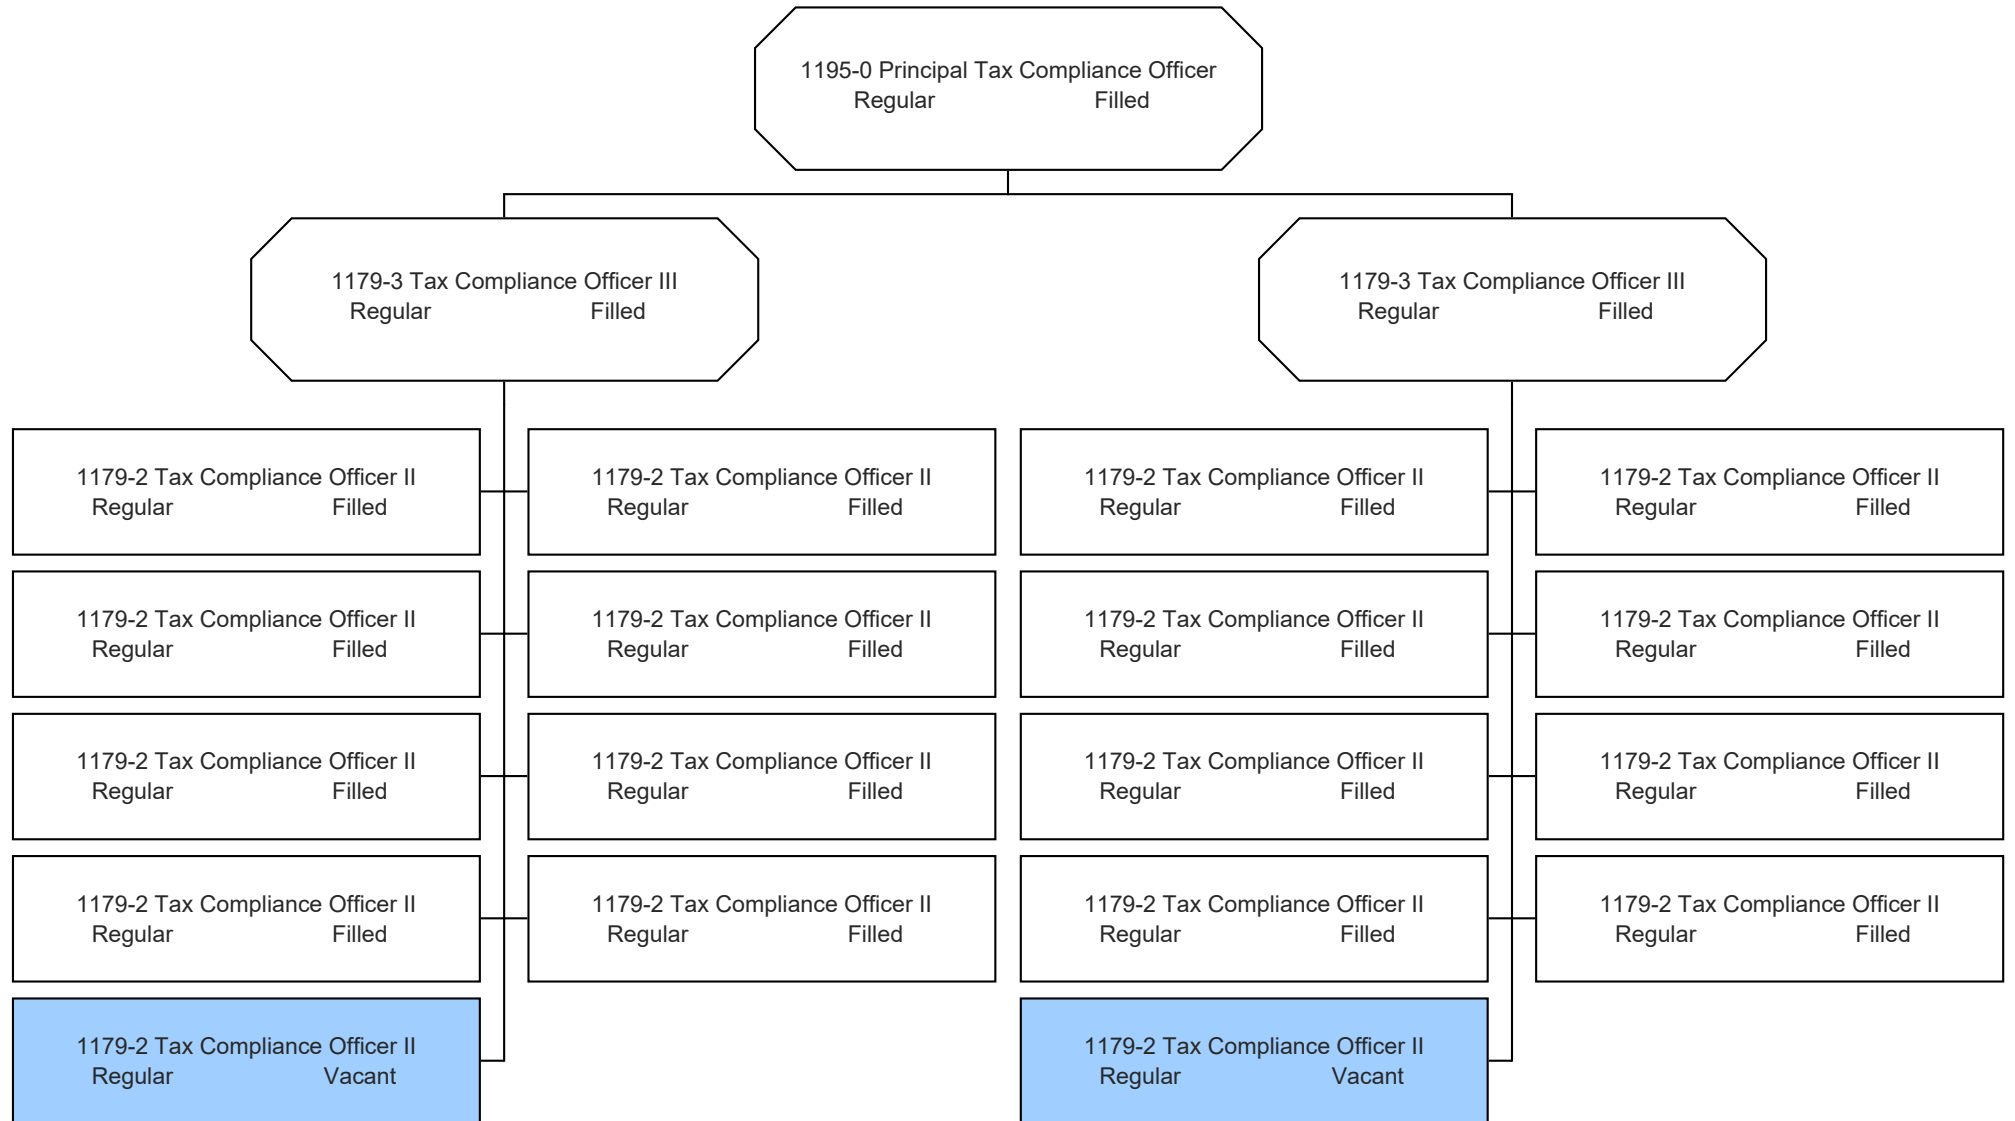 1195-0 Principal Tax Compliance Officer
Regular Filled
1179-3 Tax Compliance Officer III
Regular Filled
1179-3 Tax Compliance Officer III
Regular Filled
1179-2 Tax Compliance Officer II
Regular Filled
1179-2 Tax Compliance Officer II
Regular Filled
1179-2 Tax Compliance Officer II
Regular Filled
1179-2 Tax Compliance Officer II
Regular Filled
1179-2 Tax Compliance Officer II
Regular Filled
1179-2 Tax Compliance Officer II
Regular Filled
1179-2 Tax Compliance Officer II
Regular Filled
1179-2 Tax Compliance Officer II
Regular Filled
1179-2 Tax Compliance Officer II
Regular Filled
1179-2 Tax Compliance Officer II
Regular Filled
1179-2 Tax Compliance Officer II
Regular Filled
1179-2 Tax Compliance Officer II
Regular Filled
1179-2 Tax Compliance Officer II
Regular Filled
1179-2 Tax Compliance Officer II
Regular Filled
1179-2 Tax Compliance Officer II
Regular Filled
1179-2 Tax Compliance Officer II
Regular Filled
1179-2 Tax Compliance Officer II
Regular Vacant
1179-2 Tax Compliance Officer II
Regular Vacant